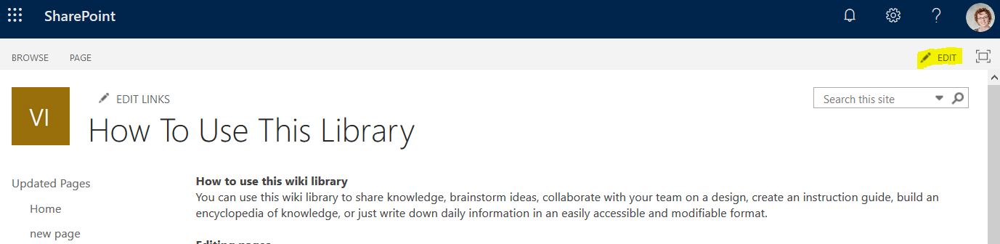 SharePoint
BROWSE PAGE EDIT
VI
EDIT LINKS
Search this site
How To Use This Library
Updated Pages
Home
new page
How to use this wiki library
You can use this wiki library to share knowledge, brainstorm ideas, collaborate with your team on a design, create an instruction guide, build an
encyclopedia of knowledge, or just write down daily information in an easily accessible and modifiable format.
Editing pages